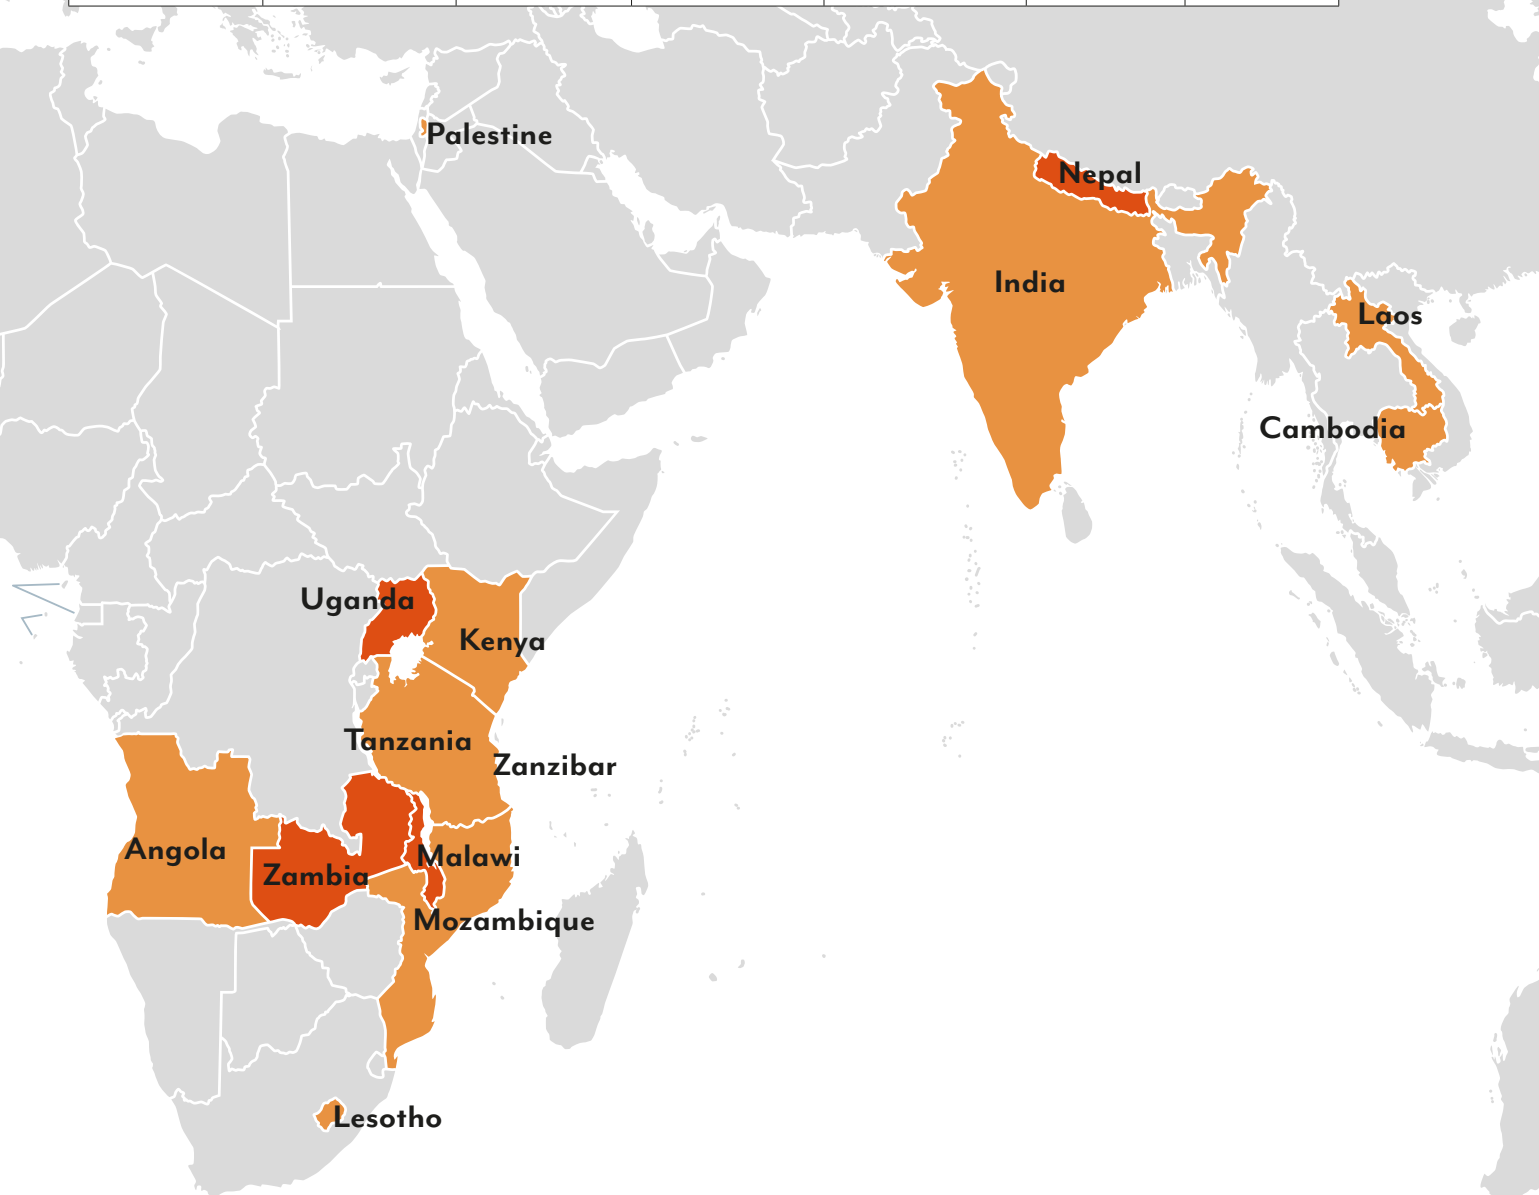 Palestine
Nepal
India
Laos
Cambodia
Uganda
Kenya
Tanzania
Zanzibar
Angola
Malawi
Zambia
Mozambique
Lesotho